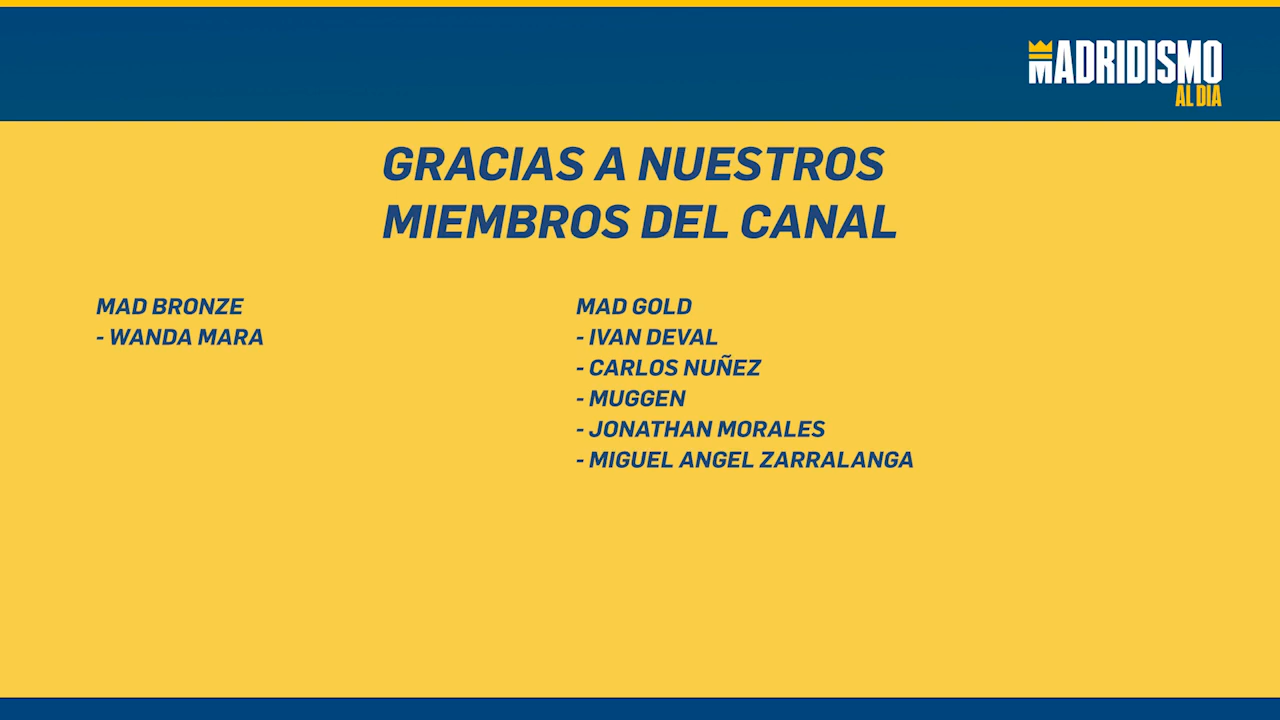 MADRIDISMO
AL DIA
GRACIAS A NUESTROS
MIEMBROS DEL CANAL
MAD BRONZE
- WANDA MARA
MAD GOLD
- IVAN DEVAL
- CARLOS NUÑEZ
- MUGGEN
- JONATHAN MORALES
- MIGUEL ANGEL ZARRALANGA